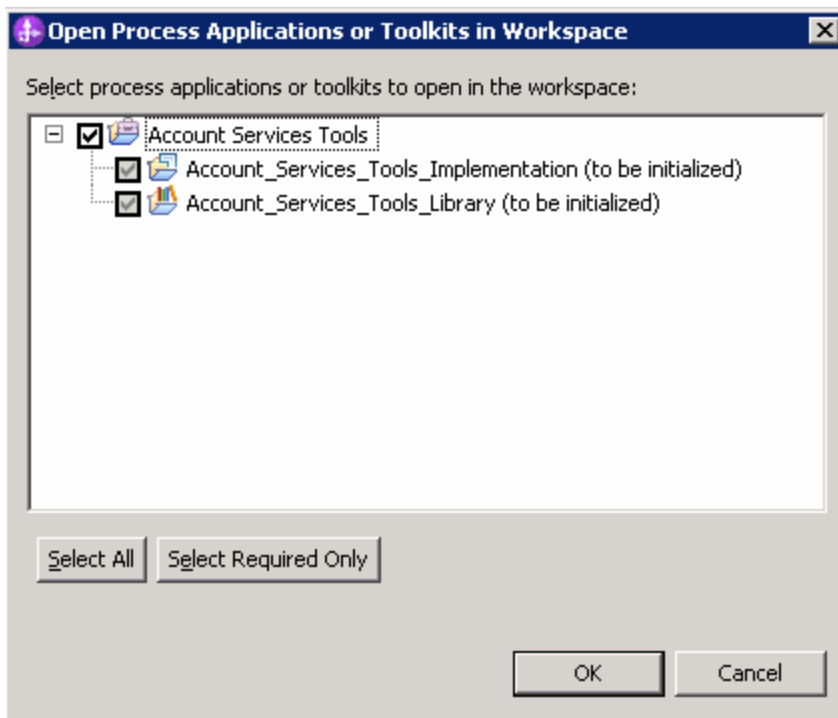 Open Process Applications or Toolkits in Workspace
Select process applications or toolkits to open in the workspace:
Account Services Tools
Account_Services_Tools_Implementation (to be initialized)
Account_Services_Tools_Library (to be initialized)
Select All Select Required Only
OK Cancel